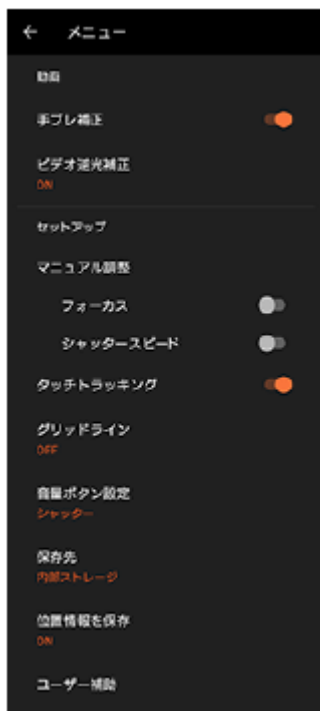 メニュー
動画
手ブレ補正
ビデオ逆光補正
ON
セットアップ
マニュアル調整
フォーカス
シャッタースピード
タッチトラッキング
グリッドライン
OFF
音量ボタン設定
シャッター
保存先
内部ストレージ
位置情報を保存
ON
ユーザー補助